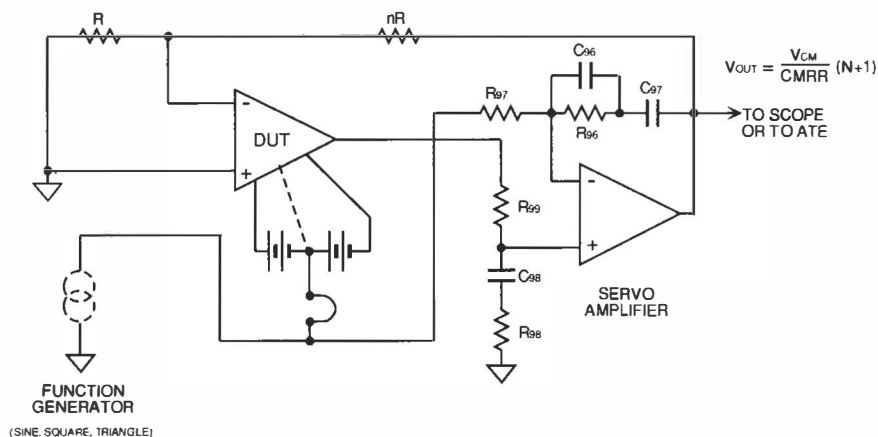 R
nR
C96
VOUT = VCM/CMRR (N+1)
R97
C97
TO SCOPE
OR TO ATE
R96
-
DUT
+
-
+
R99
C98
R98
SERVO
AMPLIFIER
FUNCTION
GENERATOR
(SINE, SQUARE, TRIANGLE)